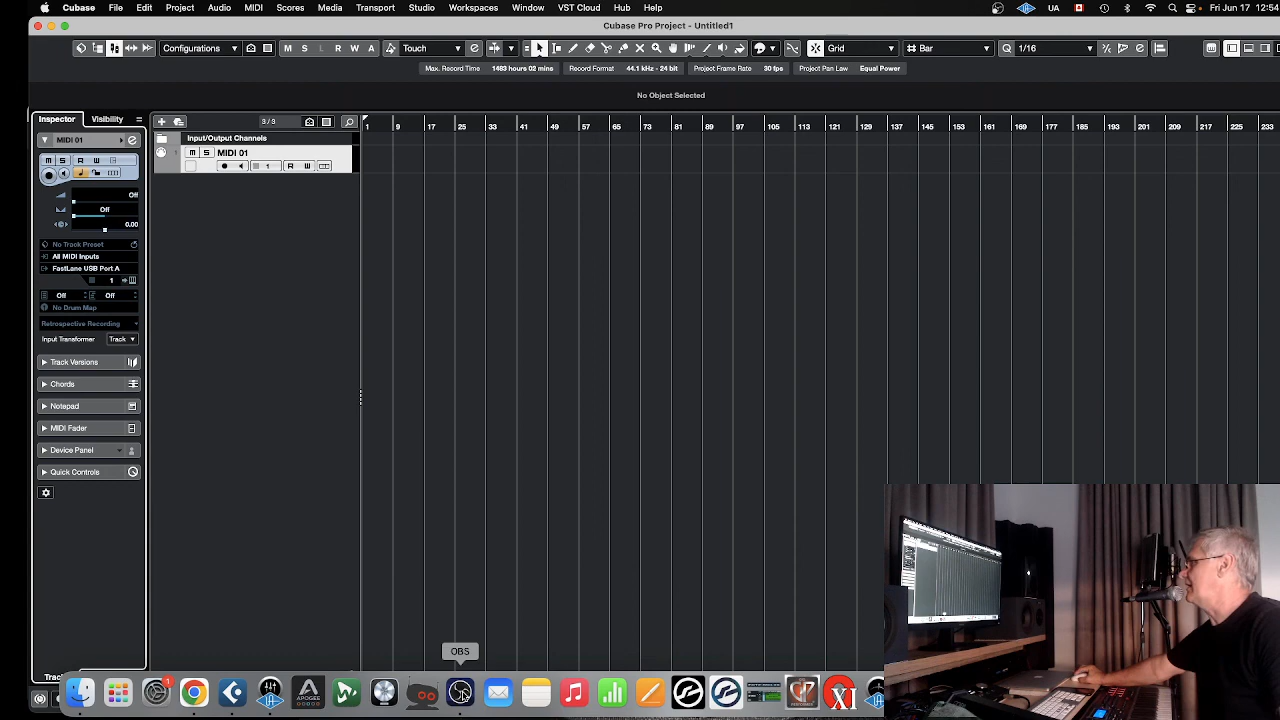 Cubase File Edit Project Audio MIDI Scores Media Transport Studio Workspaces Window VST Cloud Hub Help UA Fri Jun 17 12:54
Cubase Pro Project - Untitled1
Configurations M S L R W A Touch Grid Bar Q 1/16
Max. Record Time 1493 hours 02 mins Record Format 44.1 kHz - 24 bit Project Frame Rate 30 fps Project Pan Law Equal Power
No Object Selected
Inspector Visibility 3 / 3 1 9 17 25 33 41 49 57 65 73 81 89 97 105 113 121 129 137 145 153 161 169 177 185 193 201 209 217 225 233
MIDI 01 Input/Output Channels
M S R W 1 M S MIDI 01
1 R W
Off
Off
0.00
No Track Preset
All MIDI Inputs
FastLane USB Port A
1
Off Off
No Drum Map
Retrospective Recording
Input Transformer Track
Track Versions
Chords
Notepad
MIDI Fader
Device Panel
Quick Controls
OBS
1
APOGEE
XI